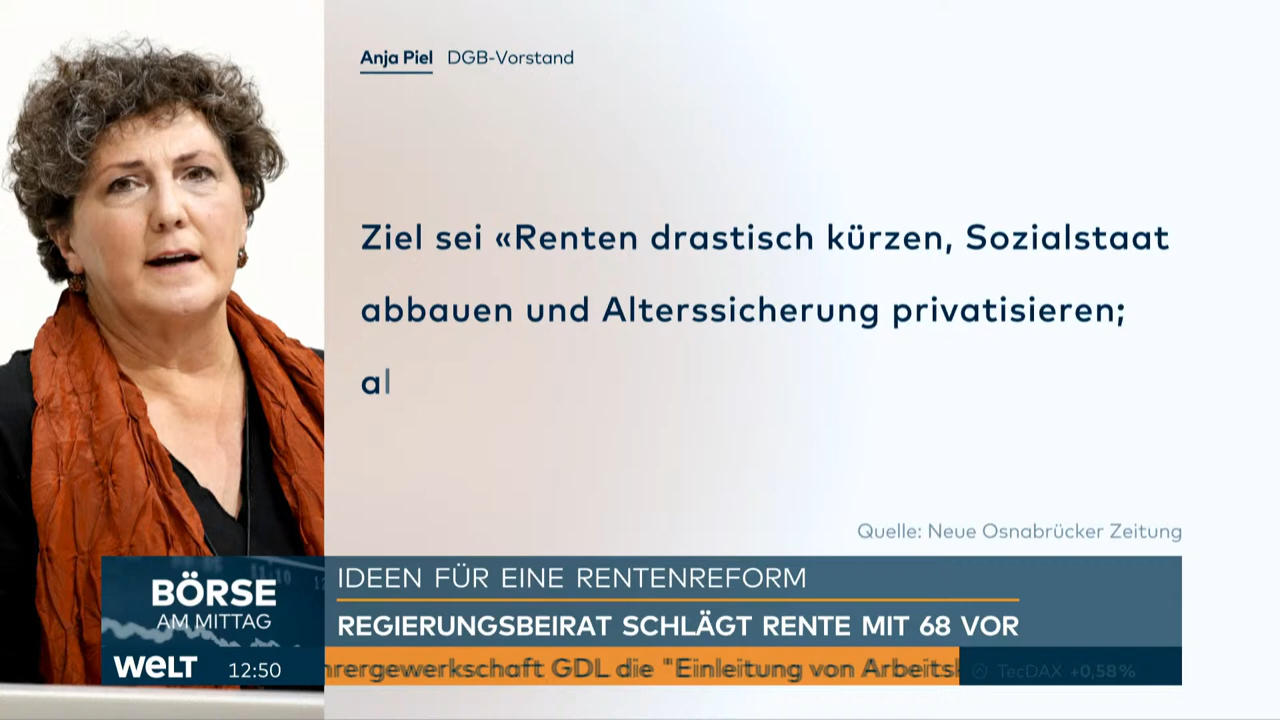 Anja Piel DGB-Vorstand
Ziel sei «Renten drastisch kürzen, Sozialstaat
abbauen und Alterssicherung privatisieren;
al
Quelle: Neue Osnabrücker Zeitung
BÖRSE
AM MITTAG
IDEEN FÜR EINE RENTENREFORM
REGIERUNGSBEIRAT SCHLÄGT RENTE MIT 68 VOR
welt 12:50
hrergewerkschaft GDL die "Einleitung von Arbeitsk
TecDAX +0,58%